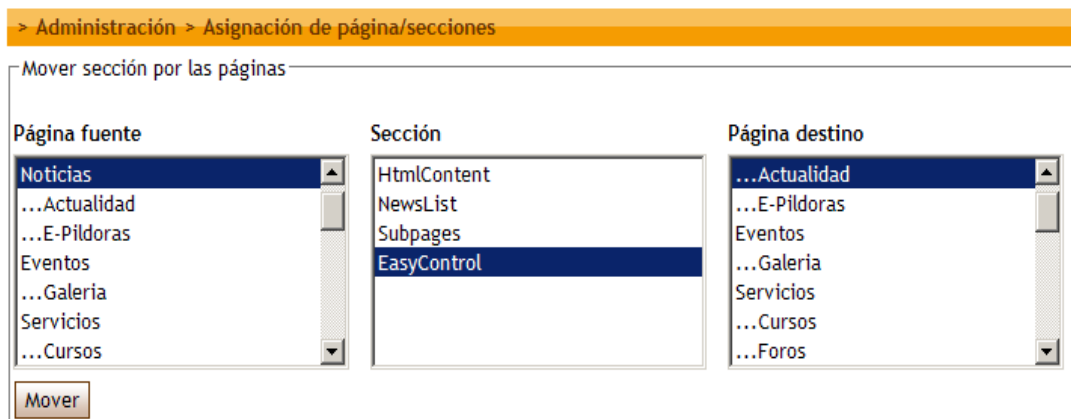 > Administración > Asignación de página/secciones
Mover sección por las páginas
Página fuente
Noticias
...Actualidad
...E-Pildoras
Eventos
...Galeria
Servicios
...Cursos
Sección
HtmlContent
NewsList
Subpages
EasyControl
Página destino
...Actualidad
...E-Pildoras
Eventos
...Galeria
Servicios
...Cursos
...Foros
Mover